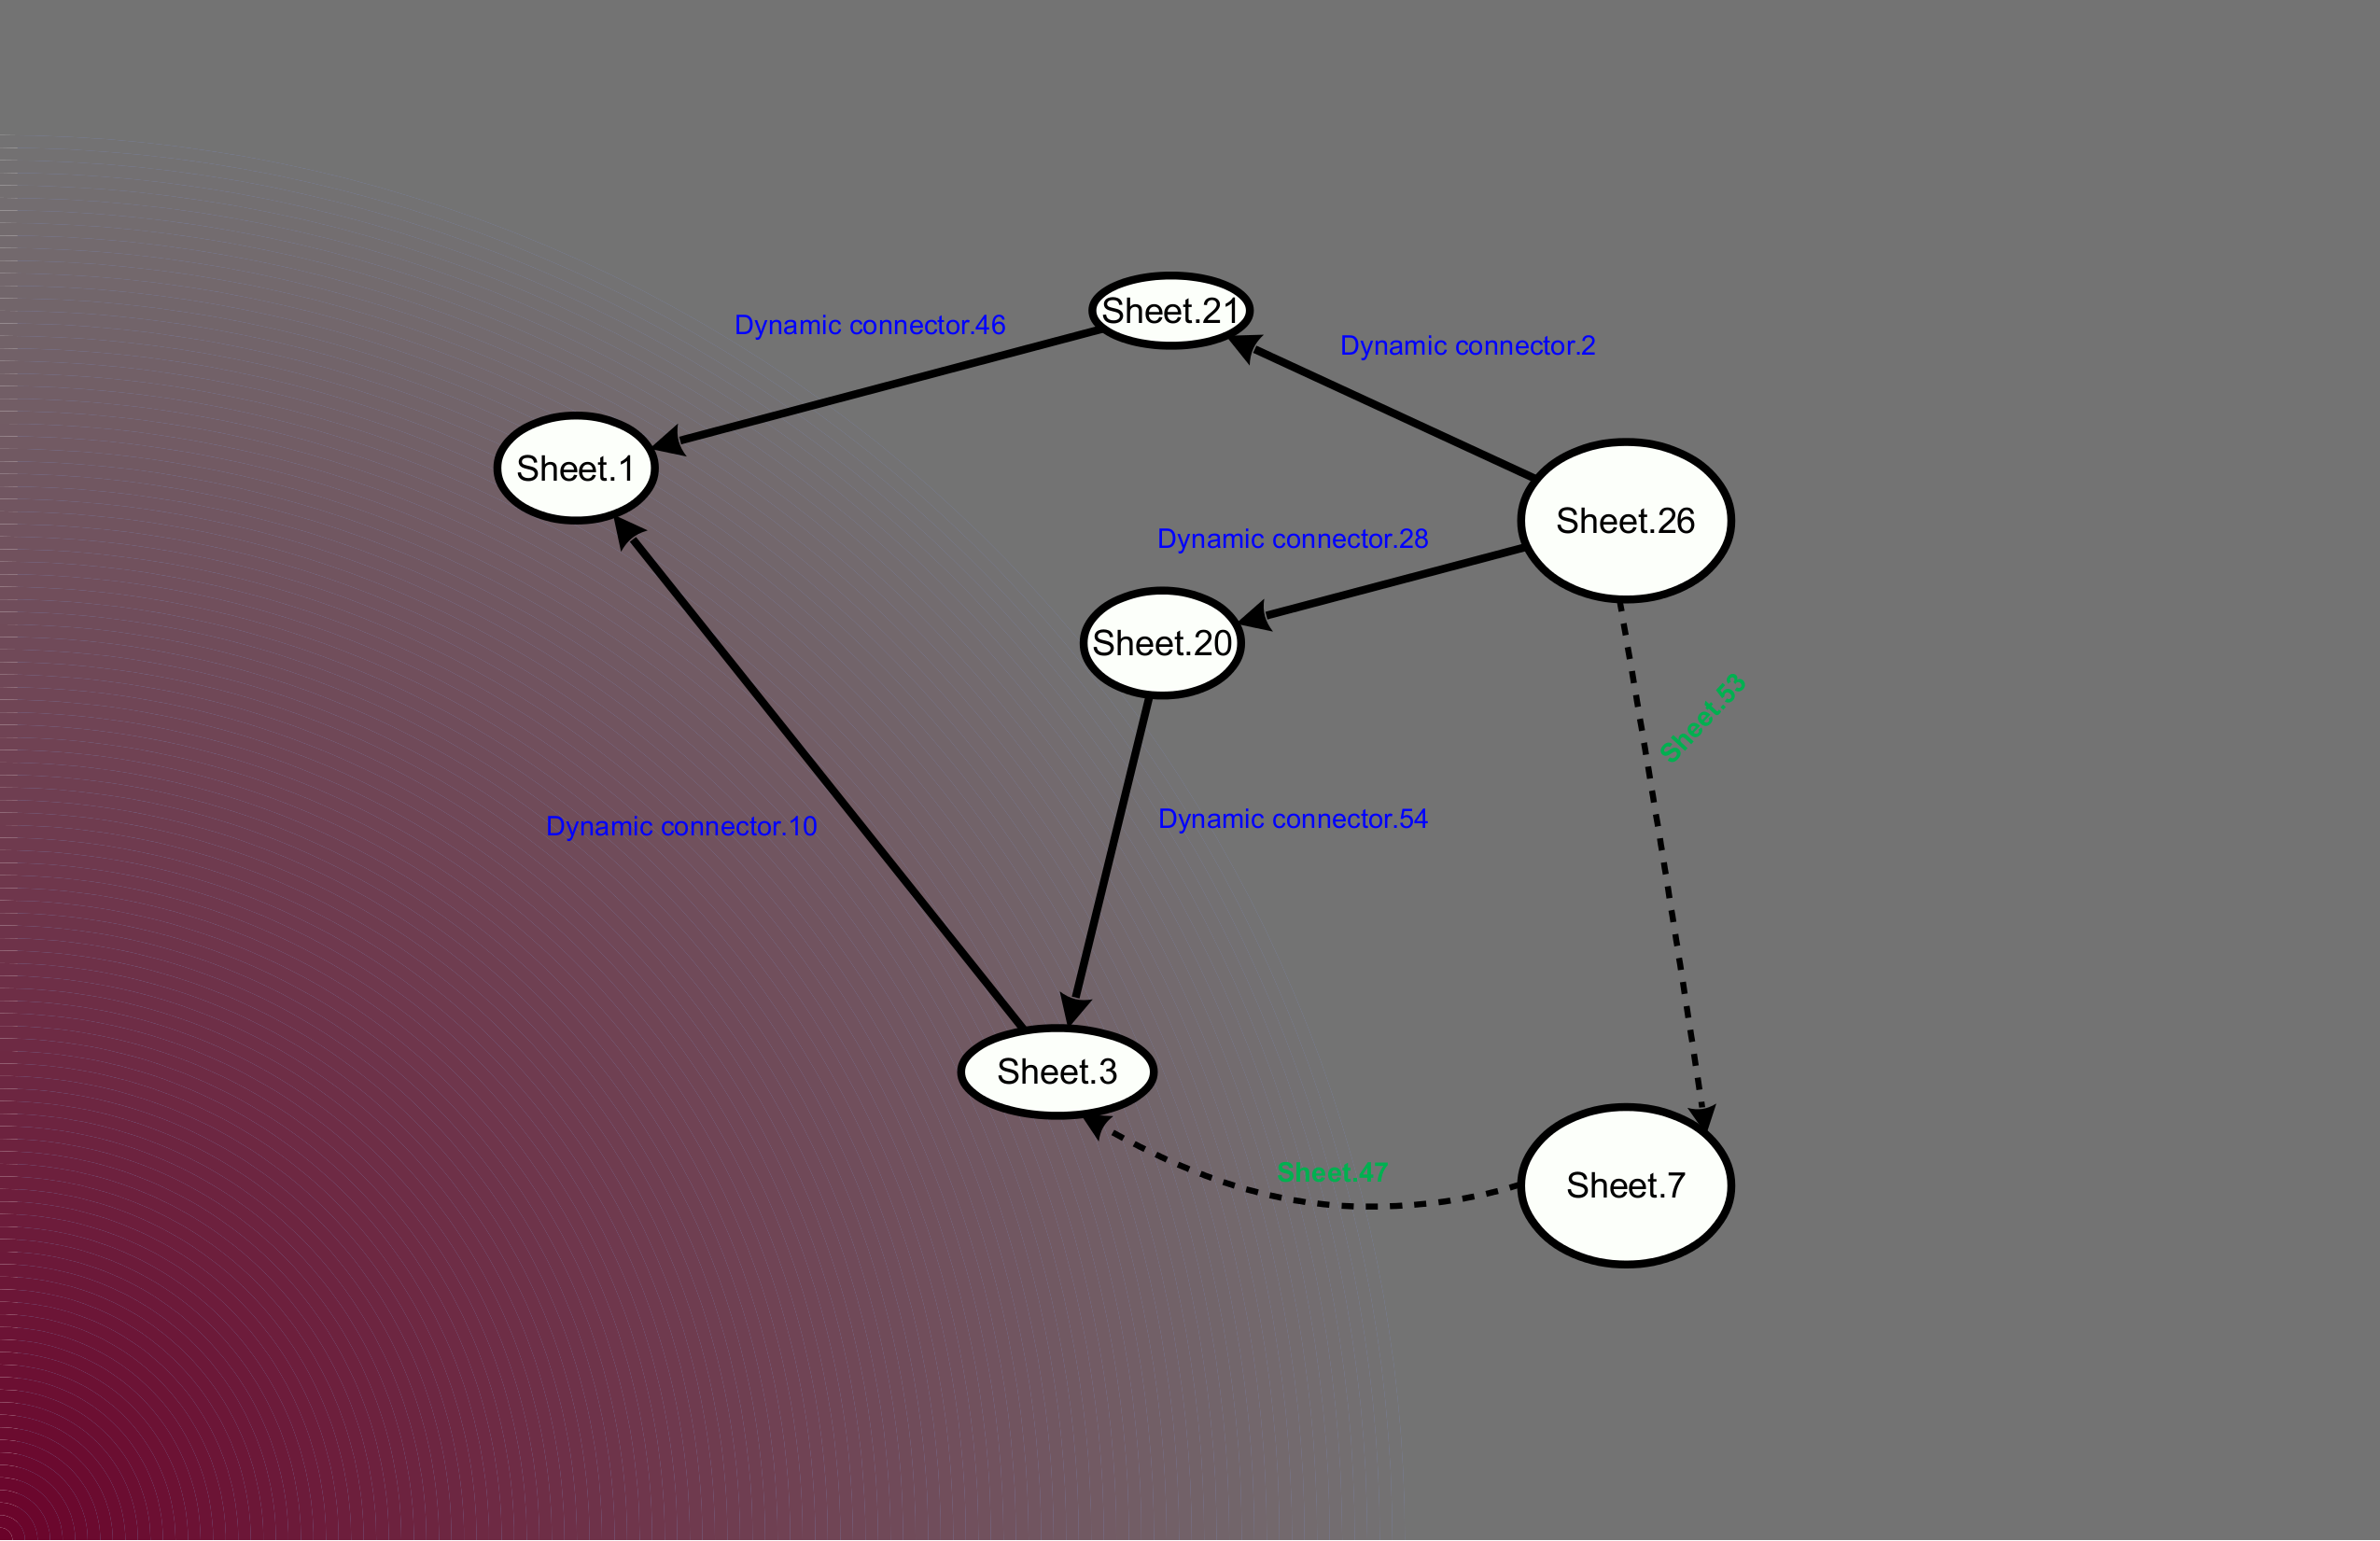 Sheet.21
Dynamic connector.46
Dynamic connector.2
Sheet.1
Sheet.26
Dynamic connector.28
Sheet.20
Sheet.53
Dynamic connector.54
Dynamic connector.10
Sheet.3
Sheet.47
Sheet.7